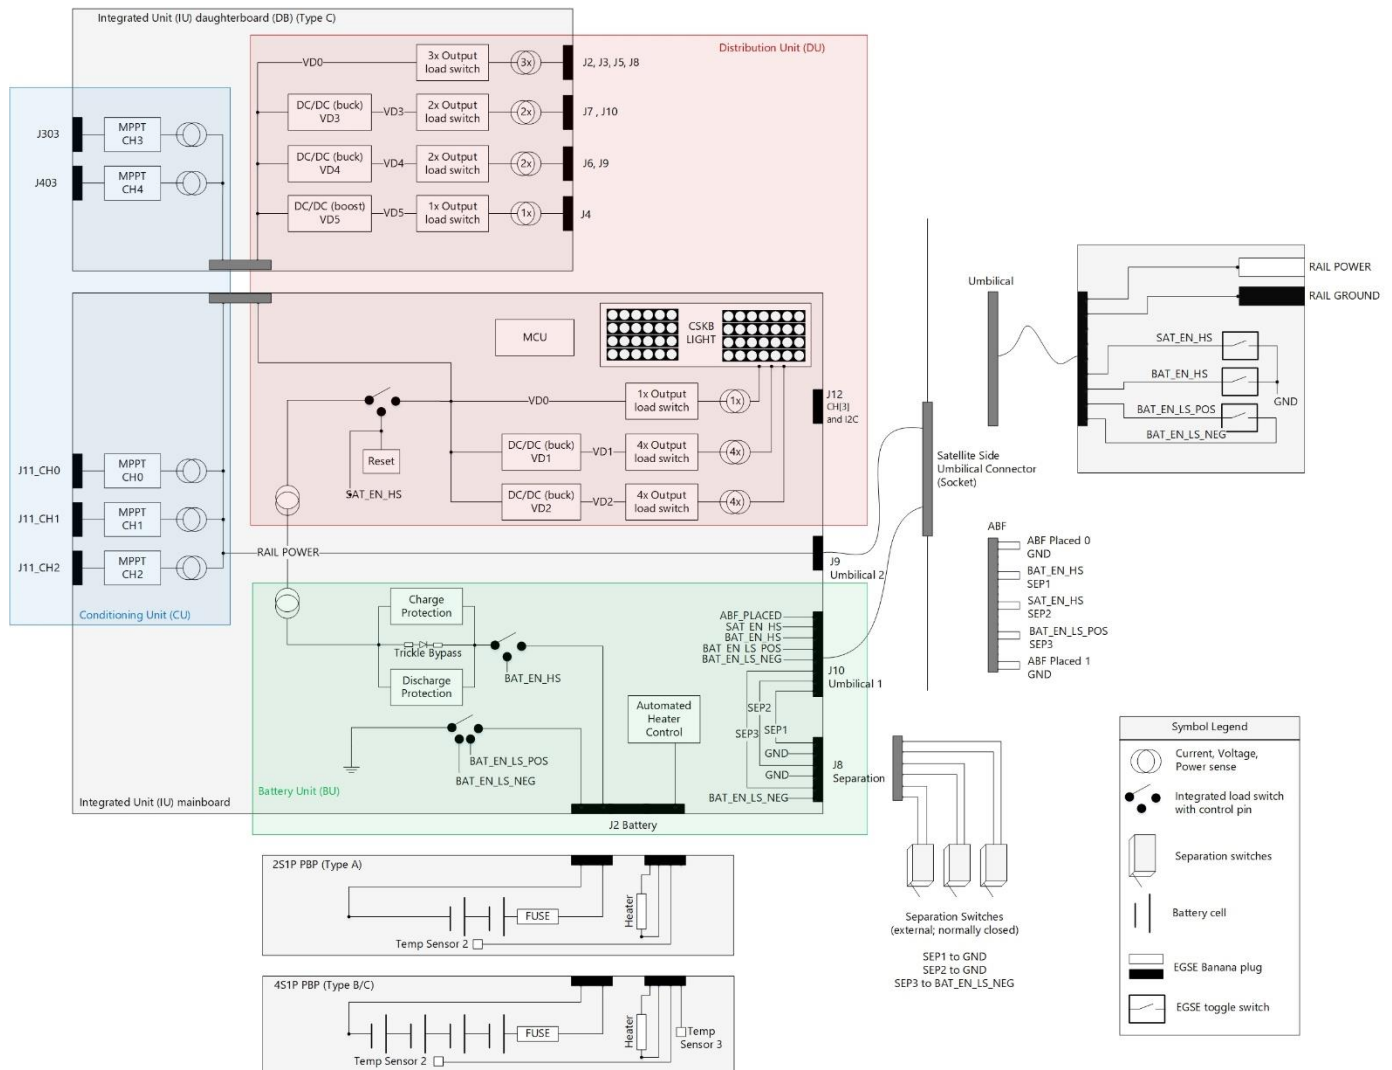 Integrated Unit (IU) daughterboard (DB) (Type C)
Distribution Unit (DU)
VD0
3x Output
load switch
3x
J2, J3, J5, J8
DC/DC (buck)
VD3
VD3
2x Output
load switch
2x
J7 , J10
DC/DC (buck)
VD4
VD4
2x Output
load switch
2x
J6, J9
DC/DC (boost)
VD5
VD5
1x Output
load switch
1x
J4
J303
MPPT
CH3
J403
MPPT
CH4
MCU
CSKB
LIGHT
VD0
1x Output
load switch
1x
J12
CH[3]
and I2C
Reset
SAT_EN_HS
DC/DC (buck)
VD1
VD1
4x Output
load switch
4x
DC/DC (buck)
VD2
VD2
4x Output
load switch
4x
J11_CH0
MPPT
CH0
J11_CH1
MPPT
CH1
J11_CH2
MPPT
CH2
Conditioning Unit (CU)
RAIL POWER
J9
Umbilical 2
Charge
Protection
Trickle Bypass
Discharge
Protection
BAT_EN_HS
BAT_EN_LS_POS
BAT_EN_LS_NEG
Automated
Heater
Control
ABF_PLACED
SAT_EN_HS
BAT_EN_HS
BAT_EN_LS_POS
BAT_EN_LS_NEG
J10
Umbilical 1
SEP2
SEP3
SEP1
GND
GND
BAT_EN_LS_NEG
J8
Separation
Battery Unit (BU)
Integrated Unit (IU) mainboard
J2 Battery
Umbilical
Satellite Side
Umbilical Connector
(Socket)
RAIL POWER
RAIL GROUND
SAT_EN_HS
BAT_EN_HS
GND
BAT_EN_LS_POS
BAT_EN_LS_NEG
ABF
ABF Placed 0
GND
BAT_EN_HS
SEP1
SAT_EN_HS
SEP2
BAT_EN_LS_POS
SEP3
ABF Placed 1
GND
2S1P PBP (Type A)
FUSE
Heater
Temp Sensor 2
4S1P PBP (Type B/C)
FUSE
Heater
Temp
Sensor 3
Temp Sensor 2
Separation Switches
(external; normally closed)
SEP1 to GND
SEP2 to GND
SEP3 to BAT_EN_LS_NEG
Symbol Legend
Current, Voltage,
Power sense
Integrated load switch
with control pin
Separation switches
Battery cell
EGSE Banana plug
EGSE toggle switch